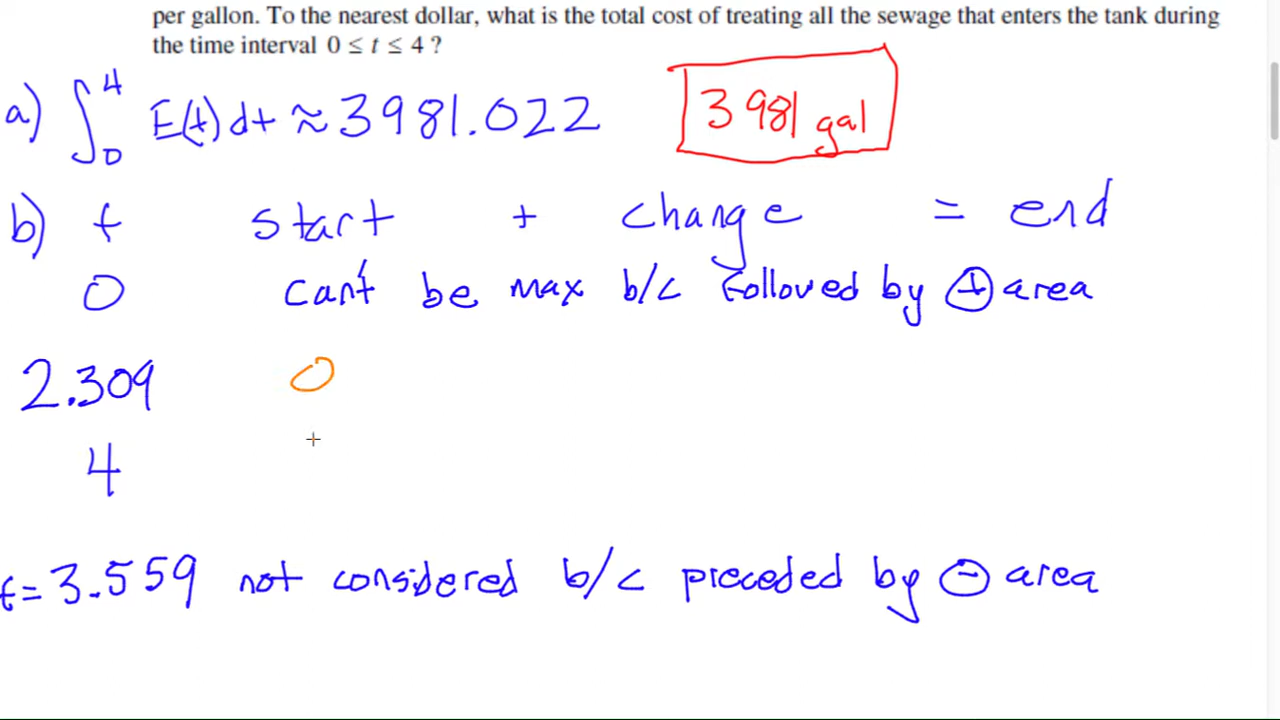 per gallon. To the nearest dollar, what is the total cost of treating all the sewage that enters the tank during
the time interval 0 ≤ t ≤ 4 ?
a) ∫₀⁴ E(t) dt ≈ 3981.022 3981 gal
b) t start + change = end
0 can't be max b/c followed by ⊕ area
2.309 0
4
t = 3.559 not considered b/c preceded by ⊖ area